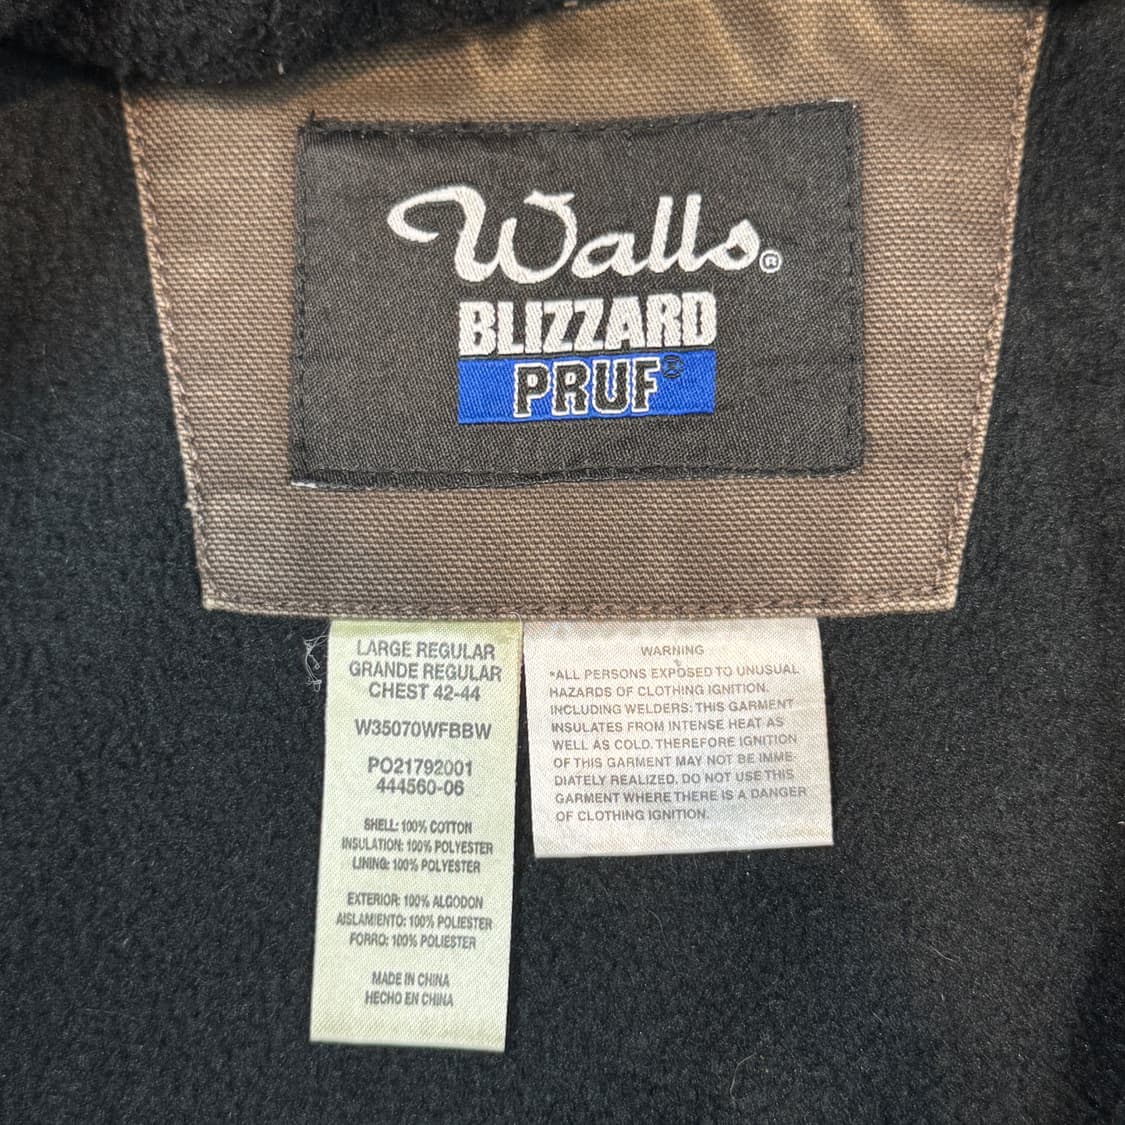 Walls®
BLIZZARD
PRUF®
LARGE REGULAR
GRANDE REGULAR
CHEST 42-44
W35070WFBBW
PO21792001
444560-06
SHELL: 100% COTTON
INSULATION: 100% POLYESTER
LINING: 100% POLYESTER
EXTERIOR: 100% ALGODON
AISLAMIENTO: 100% POLIESTER
FORRO: 100% POLIESTER
MADE IN CHINA
HECHO EN CHINA
WARNING
*ALL PERSONS EXPOSED TO UNUSUAL
HAZARDS OF CLOTHING IGNITION.
INCLUDING WELDERS: THIS GARMENT
INSULATES FROM INTENSE HEAT AS
WELL AS COLD. THEREFORE IGNITION
OF THIS GARMENT MAY NOT BE IMME-
DIATELY REALIZED. DO NOT USE THIS
GARMENT WHERE THERE IS A DANGER
OF CLOTHING IGNITION.